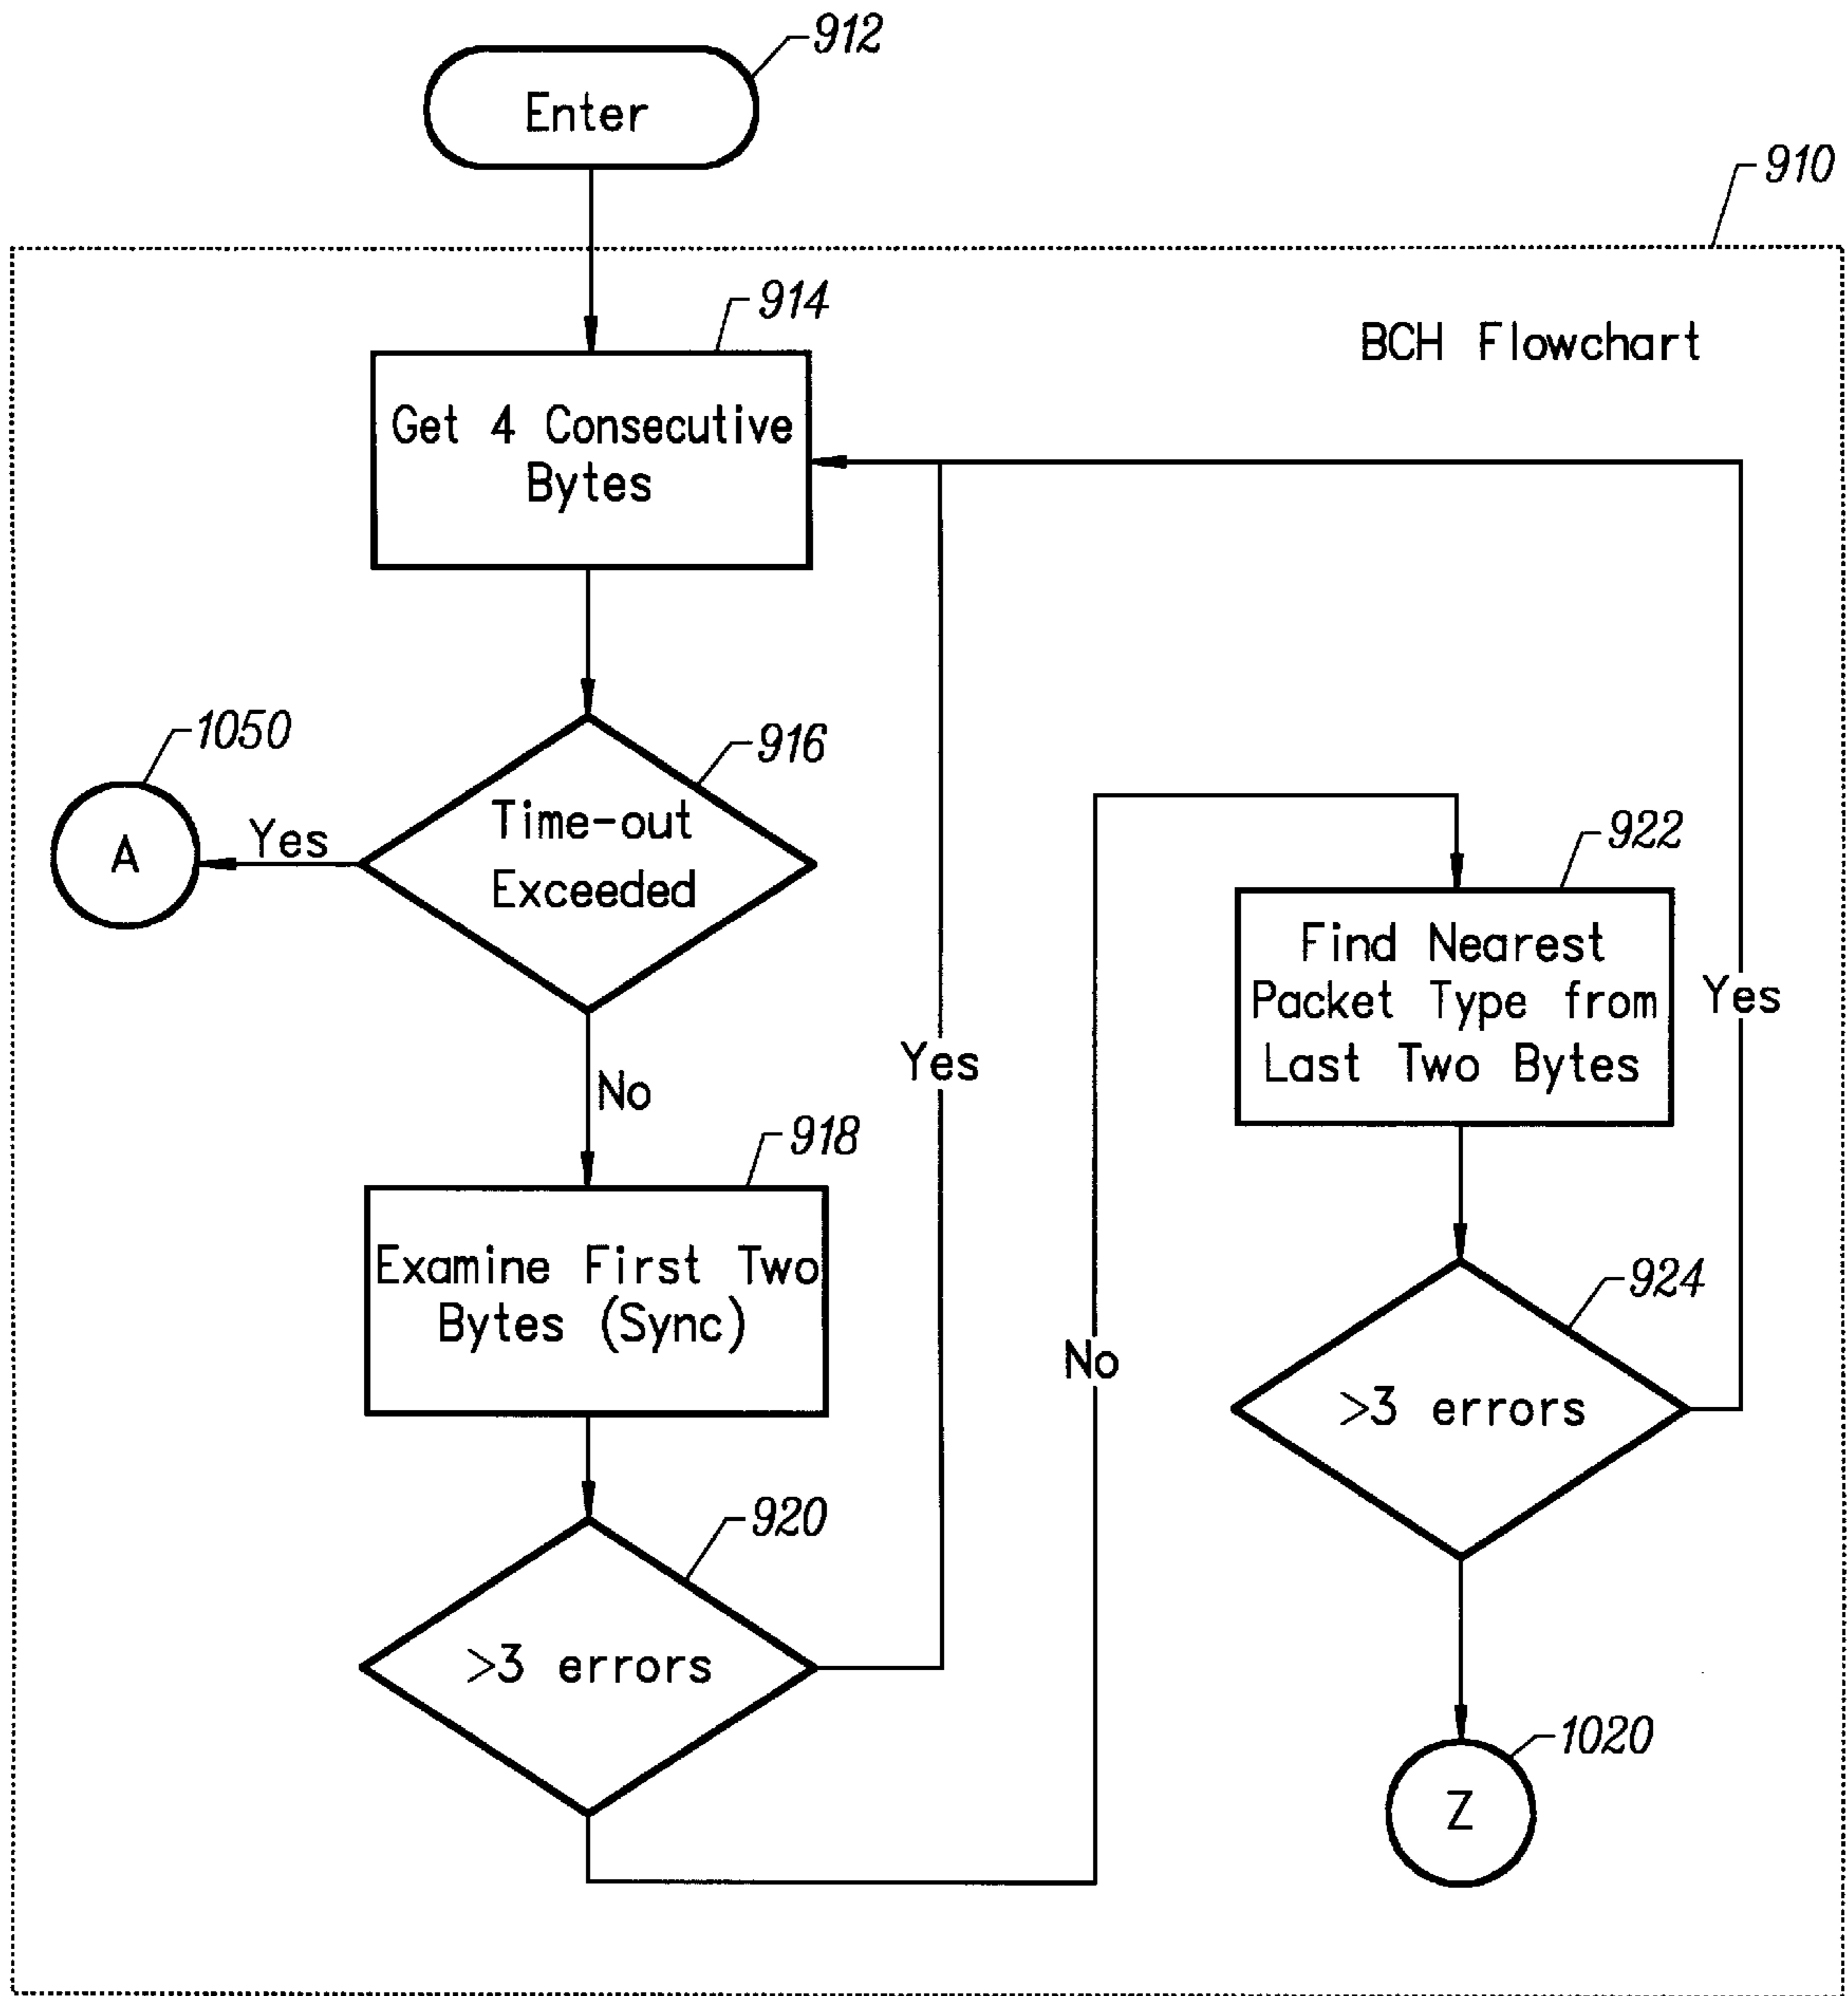 912
Enter
910
914
BCH Flowchart
Get 4 Consecutive
Bytes
1050
916
A
Yes
Time-out
Exceeded
922
Find Nearest
Packet Type from
Last Two Bytes
Yes
Yes
No
918
Examine First Two
Bytes (Sync)
924
No
>3 errors
920
>3 errors
1020
Z